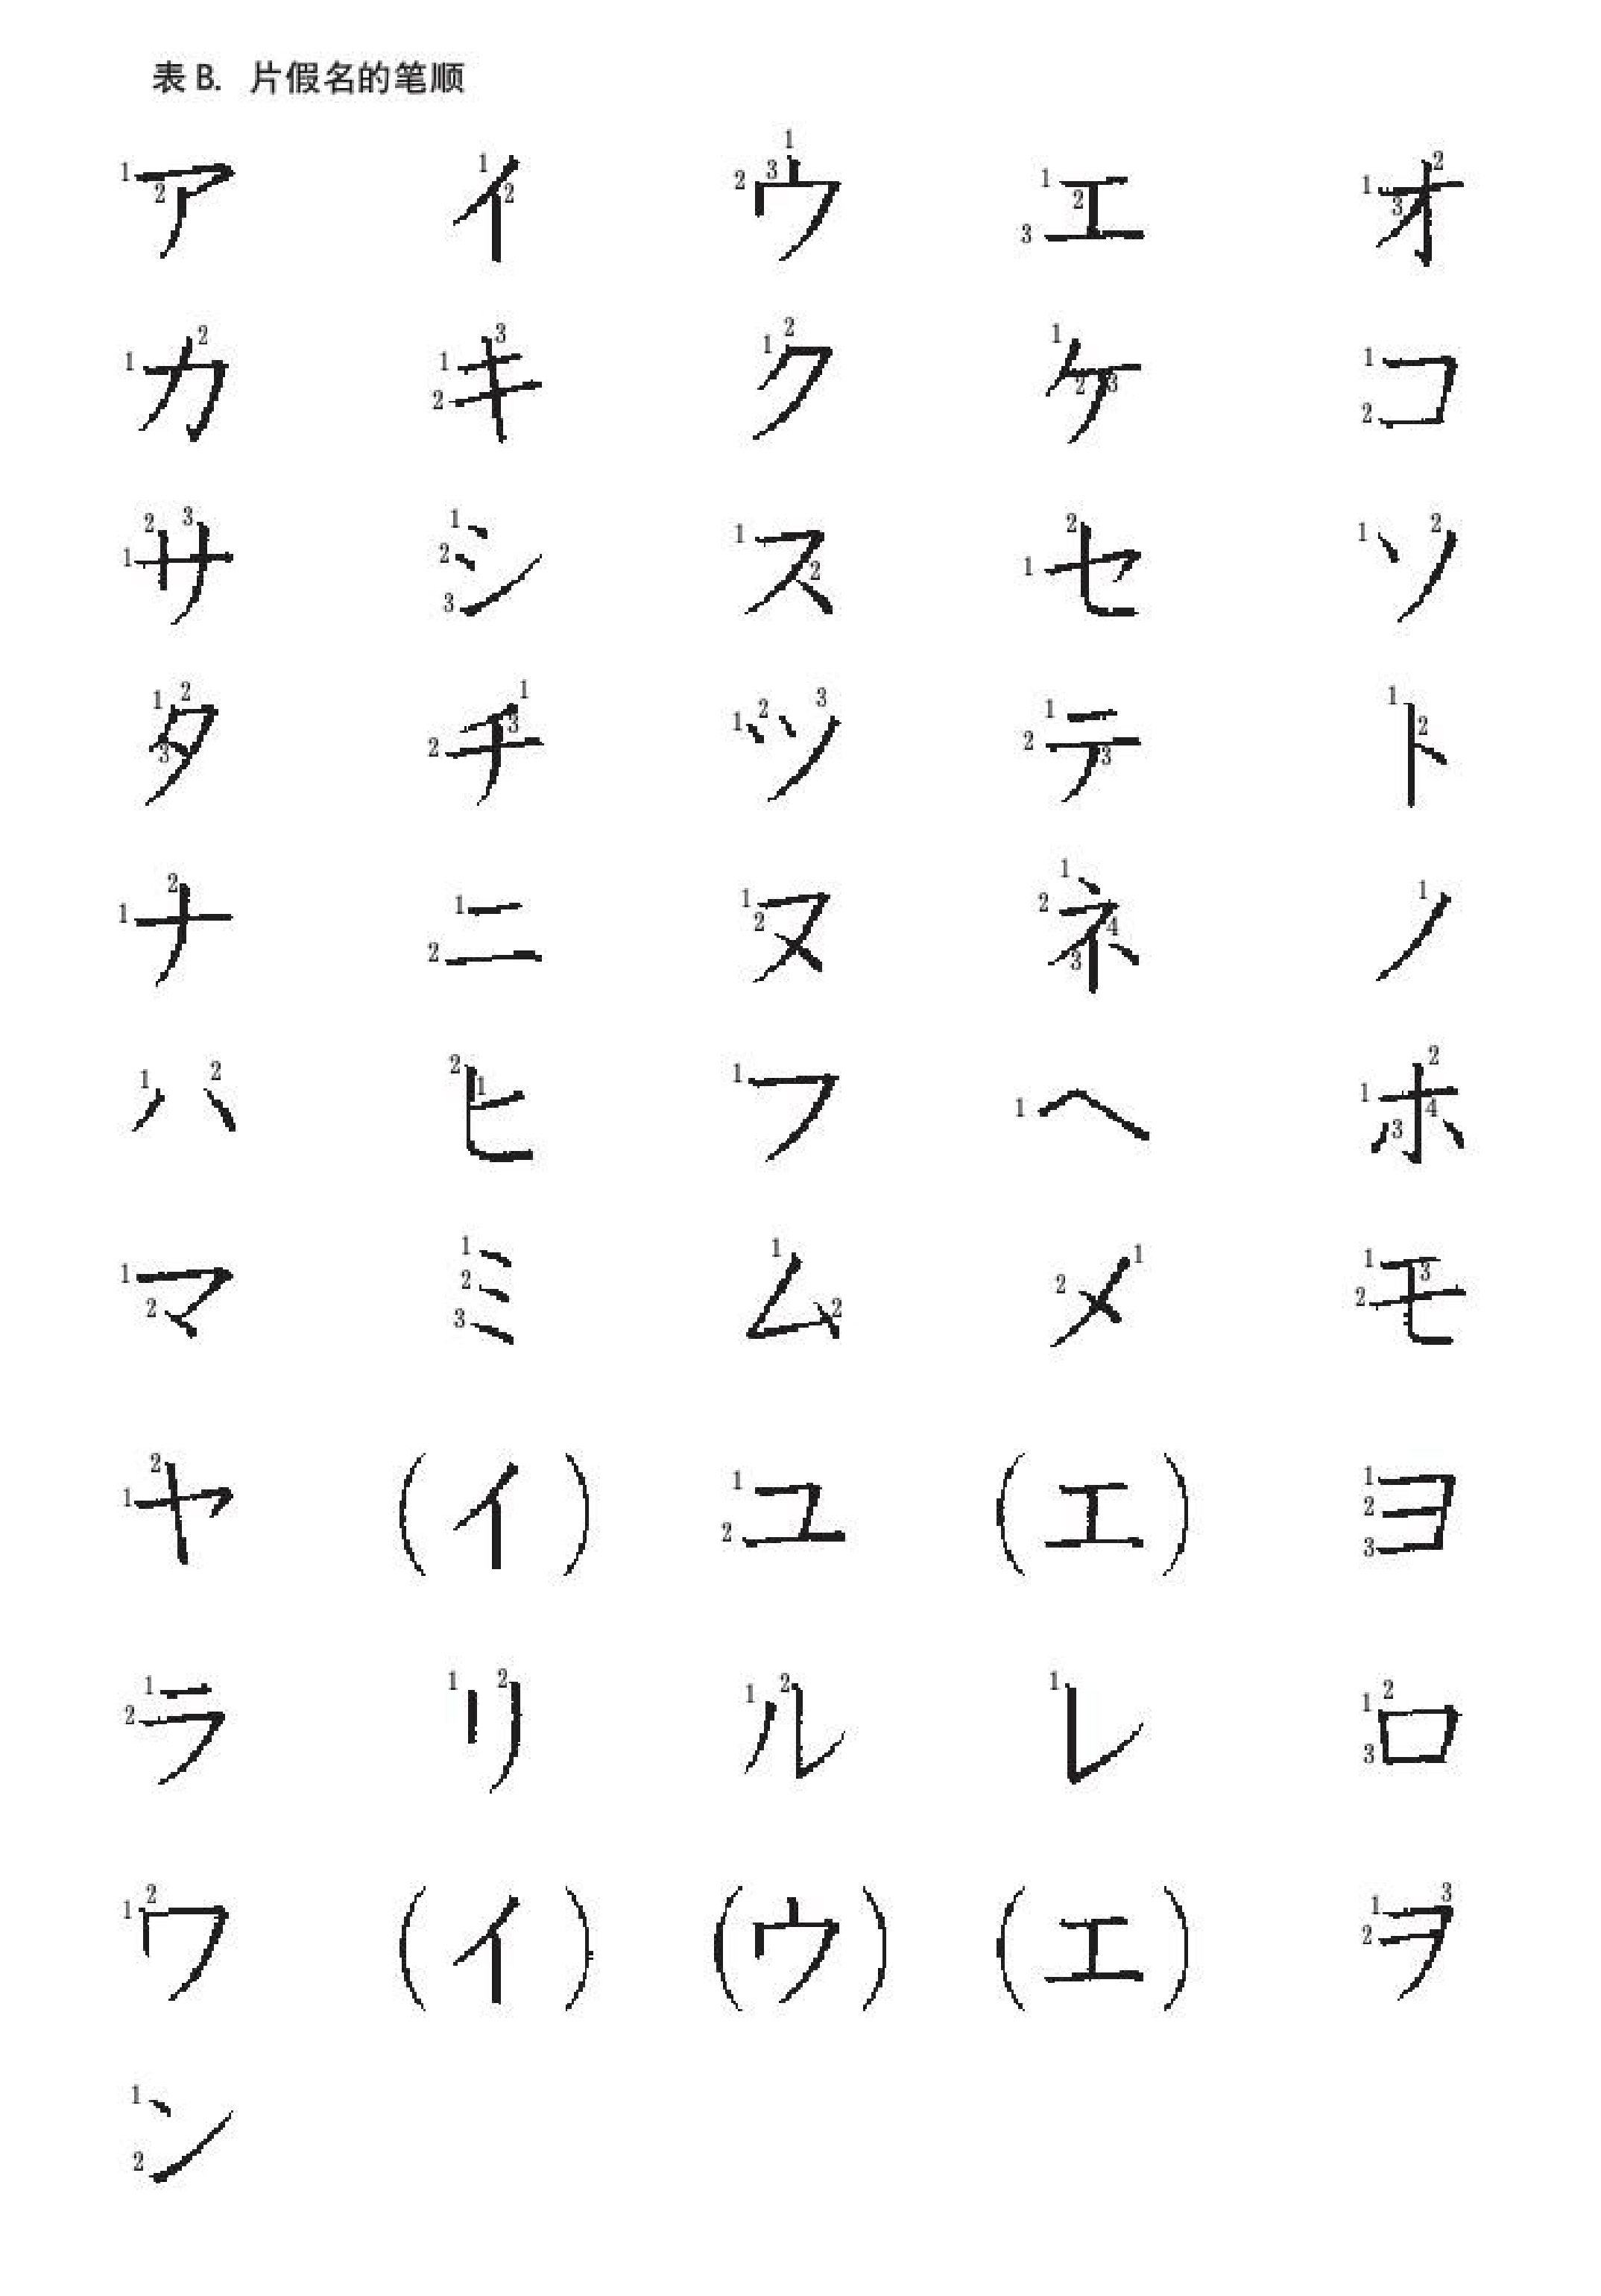 表 B. 片假名的笔顺
ア イ ウ エ オ
カ キ ク ケ コ
サ シ ス セ ソ
タ チ ツ テ ト
ナ ニ ヌ ネ ノ
ハ ヒ フ ヘ ホ
マ ミ ム メ モ
ヤ (イ) ユ (エ) ヨ
ラ リ ル レ ロ
ワ (イ) (ウ) (エ) ヲ
ン